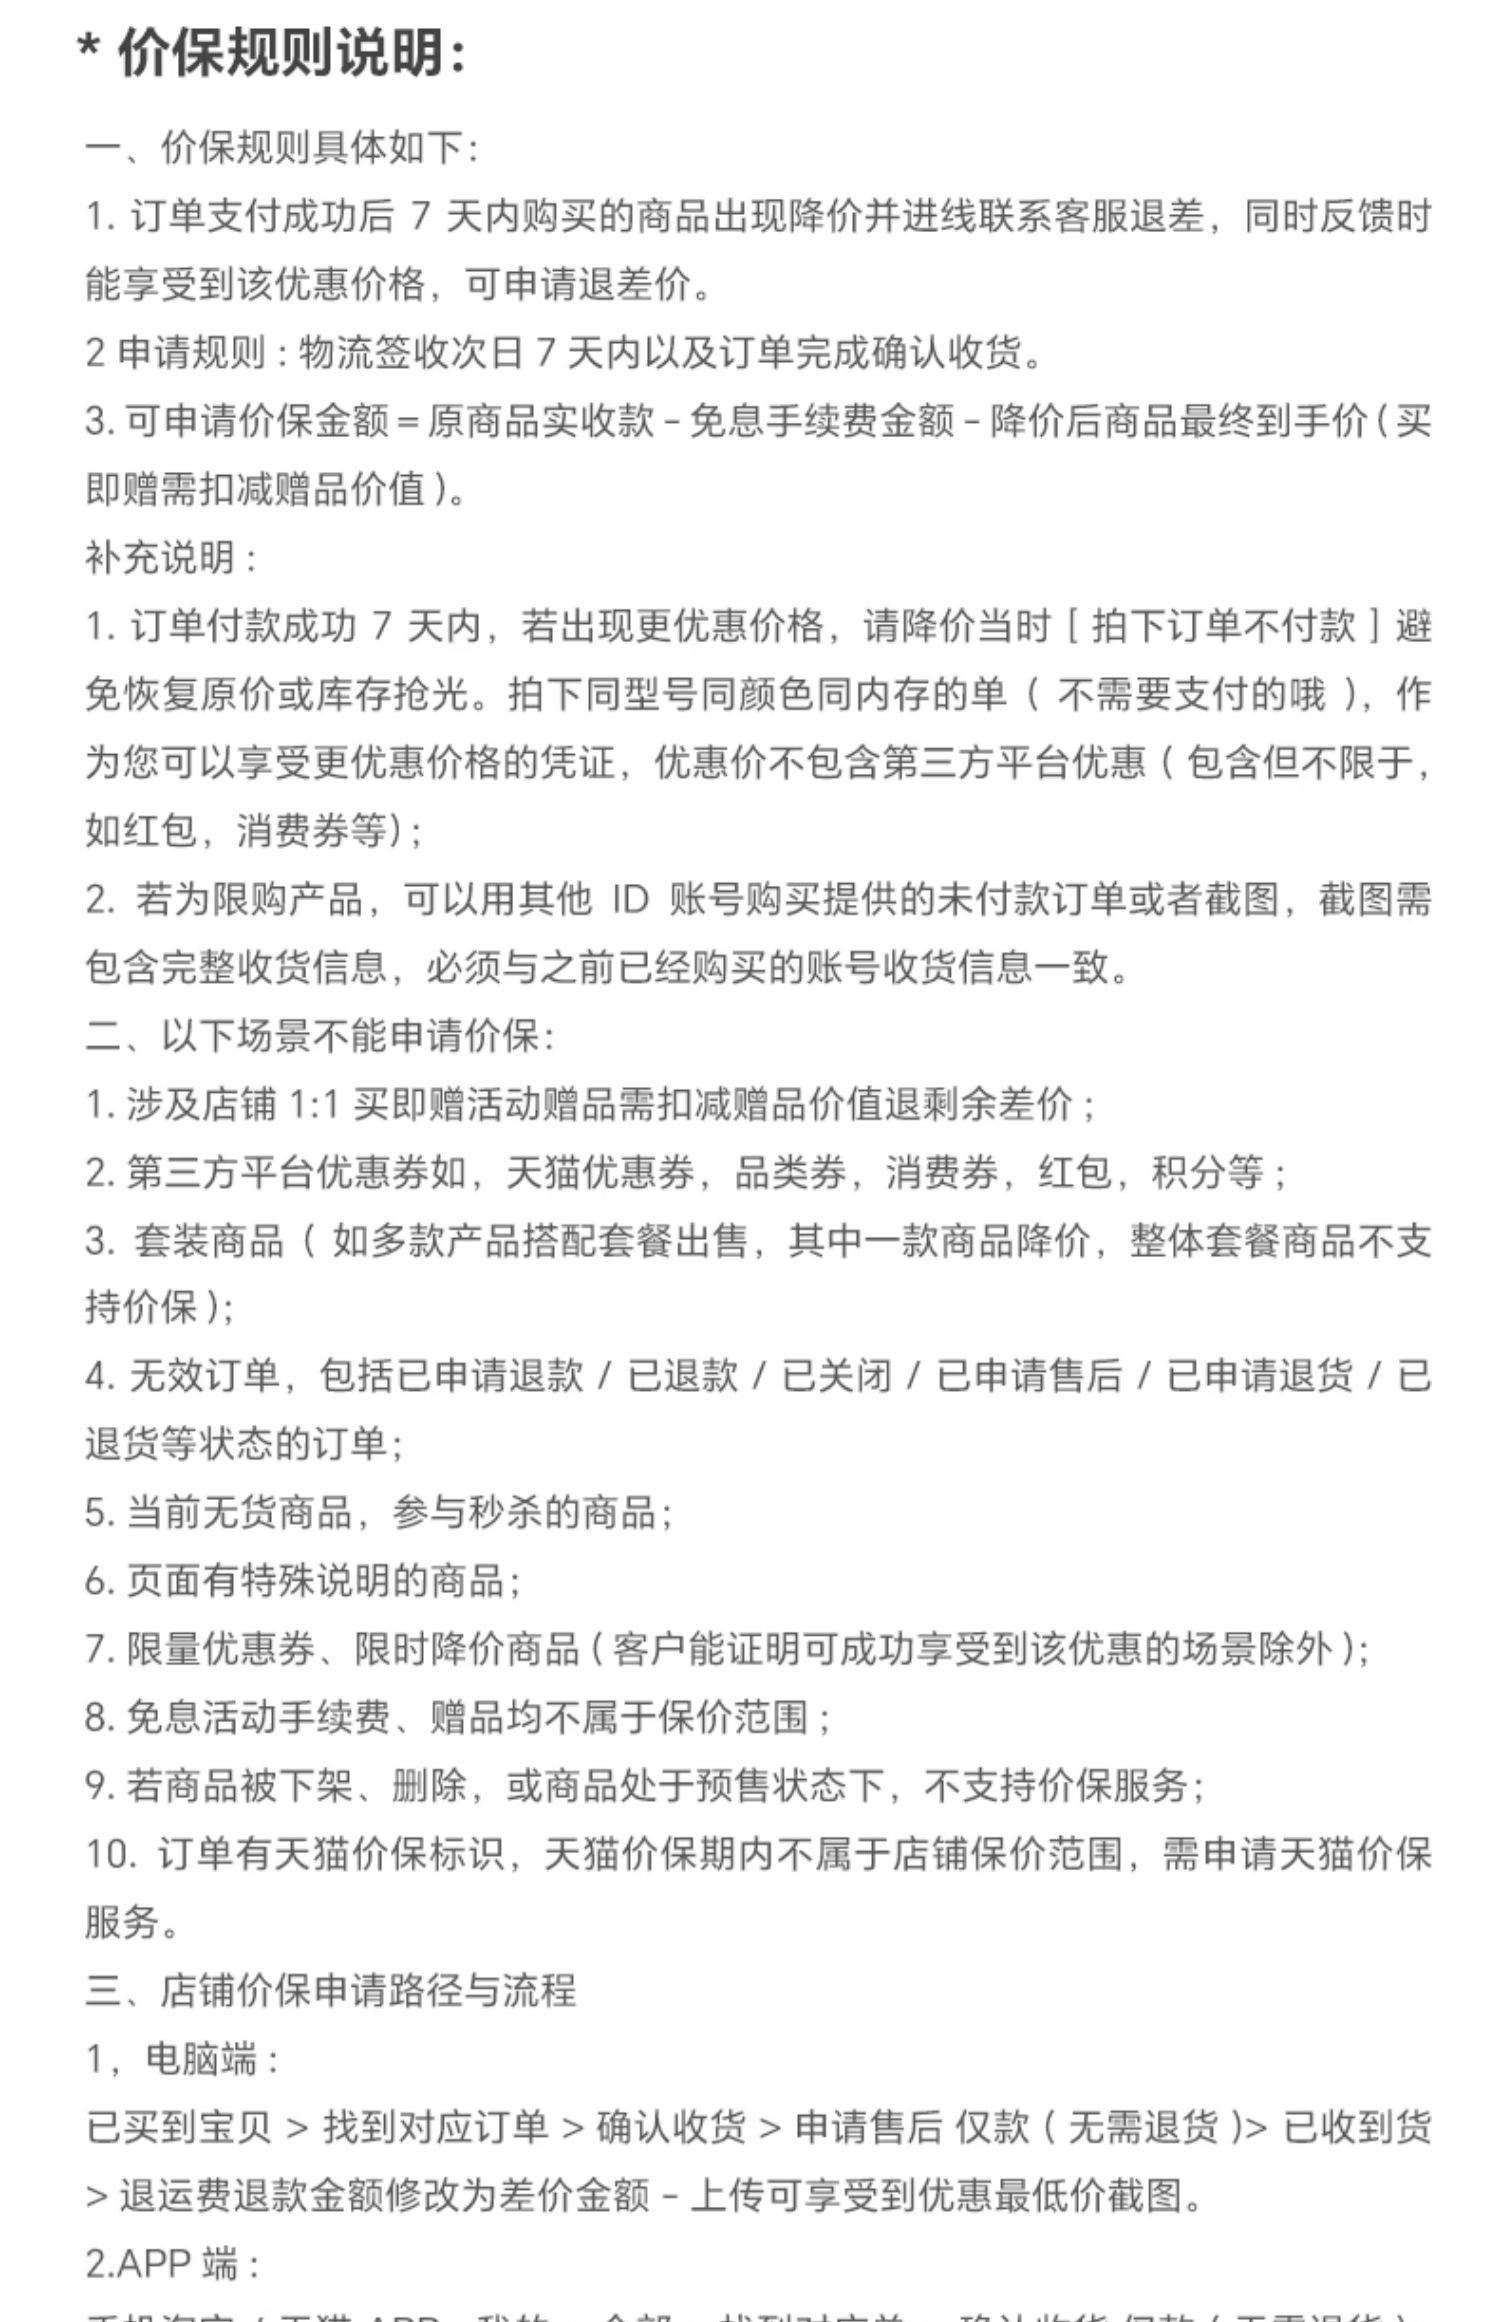 * 价保规则说明：
一、价保规则具体如下：
1. 订单支付成功后 7 天内购买的商品出现降价并进线联系客服退差，同时反馈时
能享受到该优惠价格，可申请退差价。
2 申请规则 : 物流签收次日 7 天内以及订单完成确认收货。
3. 可申请价保金额 = 原商品实收款 – 免息手续费金额 – 降价后商品最终到手价 ( 买
即赠需扣减赠品价值 )。
补充说明 :
1. 订单付款成功 7 天内，若出现更优惠价格，请降价当时 [ 拍下订单不付款 ] 避
免恢复原价或库存抢光。拍下同型号同颜色同内存的单（ 不需要支付的哦 ），作
为您可以享受更优惠价格的凭证，优惠价不包含第三方平台优惠 ( 包含但不限于，
如红包，消费券等)；
2. 若为限购产品，可以用其他 ID 账号购买提供的未付款订单或者截图，截图需
包含完整收货信息，必须与之前已经购买的账号收货信息一致。
二、以下场景不能申请价保：
1. 涉及店铺 1:1 买即赠活动赠品需扣减赠品价值退剩余差价 ;
2. 第三方平台优惠券如，天猫优惠券，品类券，消费券，红包，积分等 ;
3. 套装商品（ 如多款产品搭配套餐出售，其中一款商品降价，整体套餐商品不支
持价保 )；
4. 无效订单，包括已申请退款 / 已退款 / 已关闭 / 已申请售后 / 已申请退货 / 已
退货等状态的订单；
5. 当前无货商品，参与秒杀的商品；
6. 页面有特殊说明的商品；
7. 限量优惠券、限时降价商品 ( 客户能证明可成功享受到该优惠的场景除外 )；
8. 免息活动手续费、赠品均不属于保价范围 ;
9. 若商品被下架、删除，或商品处于预售状态下，不支持价保服务；
10. 订单有天猫价保标识，天猫价保期内不属于店铺保价范围，需申请天猫价保
服务。
三、店铺价保申请路径与流程
1，电脑端 :
已买到宝贝 > 找到对应订单 > 确认收货 > 申请售后 仅款 ( 无需退货 )> 已收到货
> 退运费退款金额修改为差价金额 – 上传可享受到优惠最低价截图。
2.APP 端 :